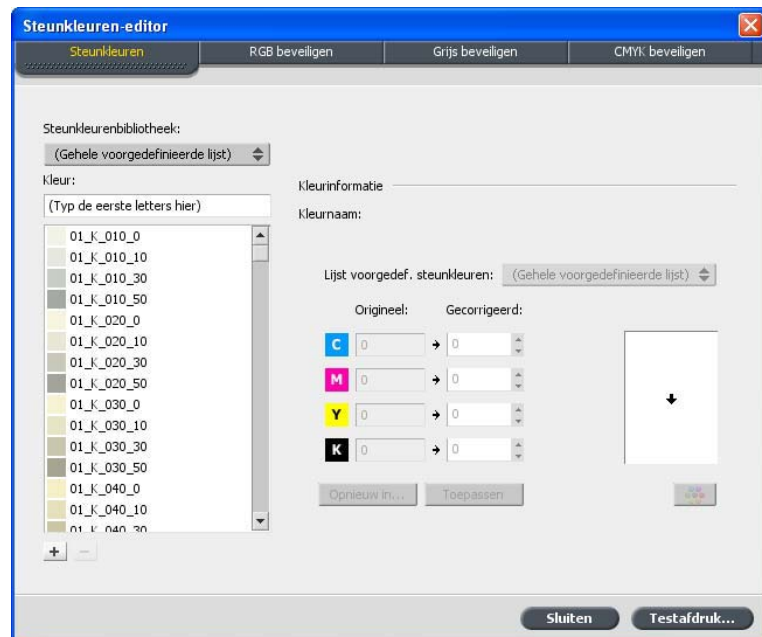 Steunkleuren-editor
Steunkleuren
RGB beveiligen
Grijs beveiligen
CMYK beveiligen
Steunkleurenbibliotheek:
(Gehele voorgedefinieerde lijst)
Kleur:
(Typ de eerste letters hier)
01_K_010_0
01_K_010_10
01_K_010_30
01_K_010_50
01_K_020_0
01_K_020_10
01_K_020_30
01_K_020_50
01_K_030_0
01_K_030_10
01_K_030_30
01_K_030_50
01_K_040_0
01_K_040_10
01_K_040_30
+ −
Kleurinformatie
Kleurnaam:
Lijst voorgedef. steunkleuren: (Gehele voorgedefinieerde lijst)
Origineel: Gecorrigeerd:
C 0 0
M 0 0
Y 0 0
K 0 0
Opnieuw in... Toepassen
Sluiten Testafdruk...